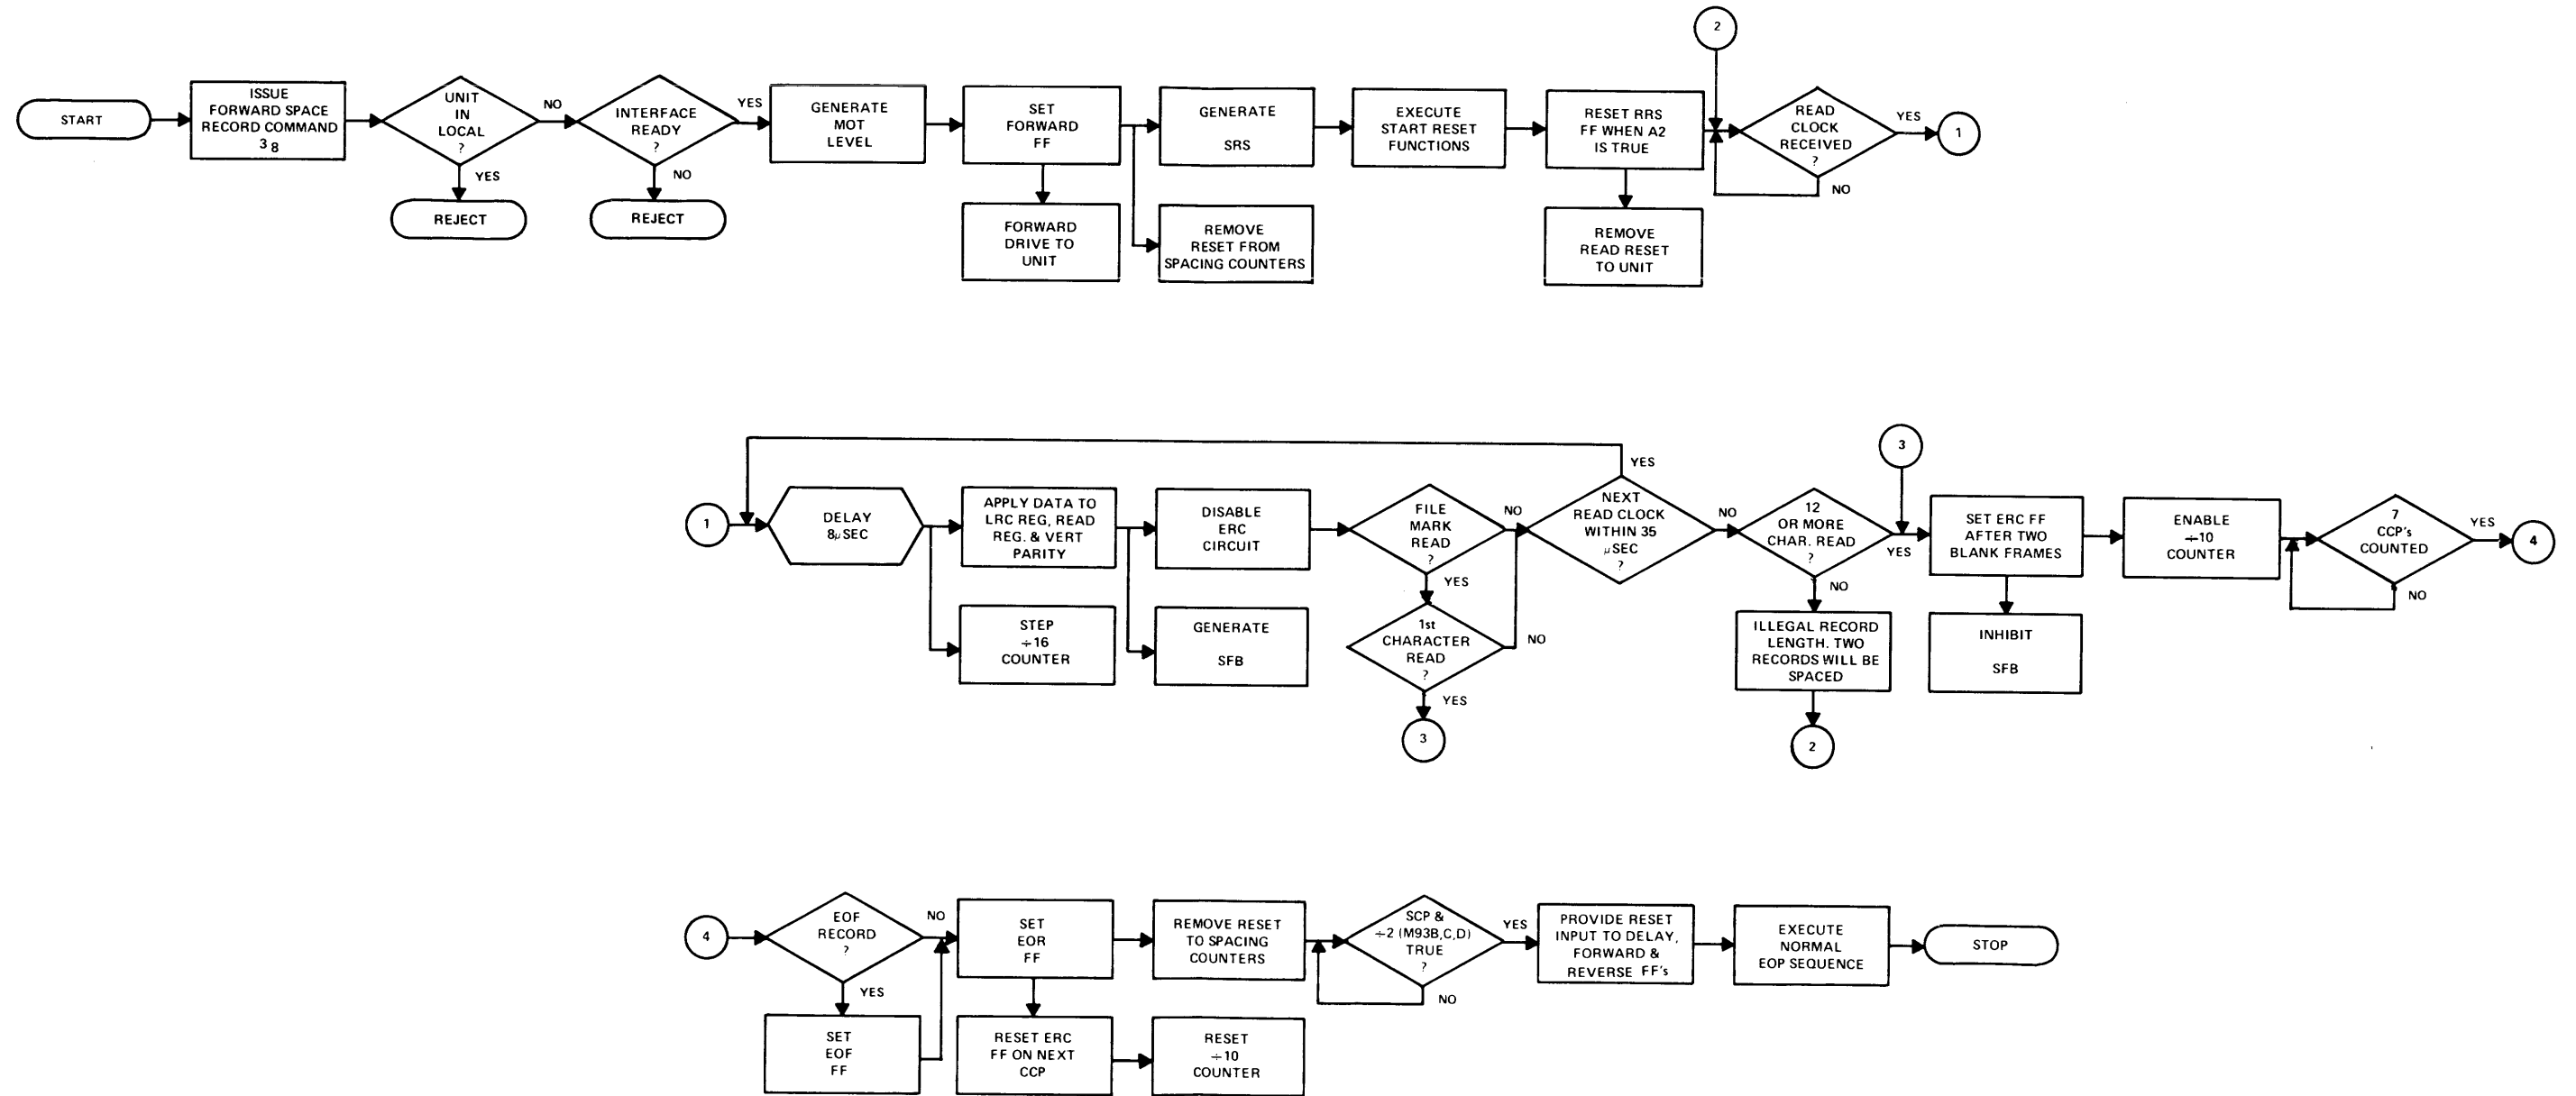 START
ISSUE
FORWARD SPACE
RECORD COMMAND
3 8
UNIT
IN
LOCAL
?
NO
YES
REJECT
INTERFACE
READY
?
YES
NO
REJECT
GENERATE
MOT
LEVEL
SET
FORWARD
FF
FORWARD
DRIVE TO
UNIT
GENERATE
SRS
REMOVE
RESET FROM
SPACING COUNTERS
EXECUTE
START RESET
FUNCTIONS
RESET RRS
FF WHEN A2
IS TRUE
REMOVE
READ RESET
TO UNIT
2
READ
CLOCK
RECEIVED
?
YES
NO
1
1
DELAY
8μSEC
APPLY DATA TO
LRC REG, READ
REG. & VERT
PARITY
STEP
÷16
COUNTER
DISABLE
ERC
CIRCUIT
GENERATE
SFB
FILE
MARK
READ
?
NO
YES
1st
CHARACTER
READ
?
NO
YES
3
NEXT
READ CLOCK
WITHIN 35
μSEC
?
YES
NO
12
OR MORE
CHAR. READ
?
YES
NO
ILLEGAL RECORD
LENGTH. TWO
RECORDS WILL BE
SPACED
2
3
SET ERC FF
AFTER TWO
BLANK FRAMES
INHIBIT
SFB
ENABLE
÷10
COUNTER
7
CCP's
COUNTED
YES
NO
4
4
EOF
RECORD
?
NO
YES
SET
EOF
FF
SET
EOR
FF
RESET ERC
FF ON NEXT
CCP
REMOVE RESET
TO SPACING
COUNTERS
RESET
÷10
COUNTER
SCP &
÷2 (M93B,C,D)
TRUE
?
YES
NO
PROVIDE RESET
INPUT TO DELAY,
FORWARD &
REVERSE FF's
EXECUTE
NORMAL
EOP SEQUENCE
STOP